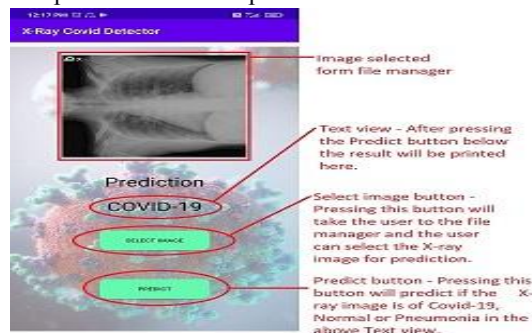 12:17 PM
X-Ray Covid Detector
Image selected
form file manager
Text view - After pressing
the Predict button below
the result will be printed
here.
Prediction
COVID-19
Select image button -
Pressing this button will
take the user to the file
manager and the user
can select the X-ray
image for prediction.
SELECT IMAGE
Predict button - Pressing this
button will predict if the X-
ray image is of Covid-19,
Normal or Pneumonia in the
above Text view.
PREDICT